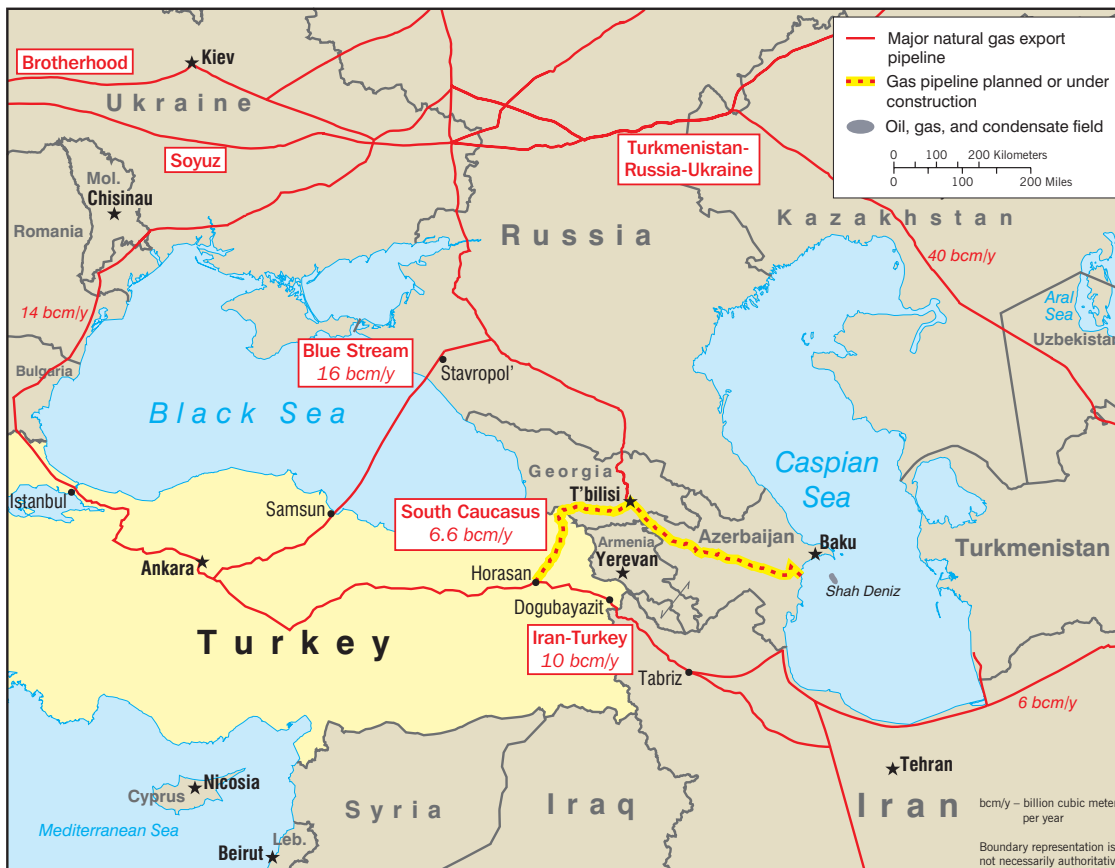 Brotherhood
Kiev
Ukraine
Soyuz
Mol.
Chisinau
Romania
14 bcm/y
Bulgaria
Turkmenistan-
Russia-Ukraine
Russia
Major natural gas export
pipeline
Gas pipeline planned or under
construction
Oil, gas, and condensate field
0 100 200 Kilometers
0 100 200 Miles
Kazakhstan
40 bcm/y
Aral
Sea
Uzbekistan
Blue Stream
16 bcm/y
Stavropol'
Black Sea
Caspian
Sea
Georgia
T'bilisi
Istanbul
Samsun
South Caucasus
6.6 bcm/y
Armenia
Yerevan
Azerbaijan
Baku
Shah Deniz
Turkmenistan
Ankara
Horasan
Dogubayazit
Turkey
Iran-Turkey
10 bcm/y
Tabriz
6 bcm/y
Tehran
Iran
Nicosia
Cyprus
Syria
Iraq
Mediterranean Sea
Leb.
Beirut
bcm/y – billion cubic meter
per year
Boundary representation is
not necessarily authoritativ